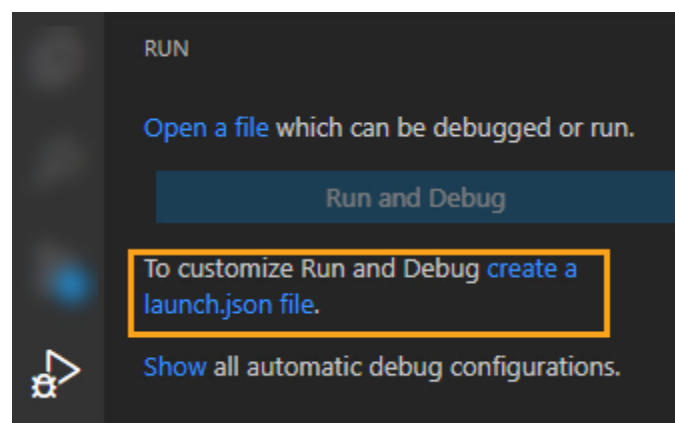 RUN
Open a file which can be debugged or run.
Run and Debug
To customize Run and Debug create a
launch.json file.
Show all automatic debug configurations.